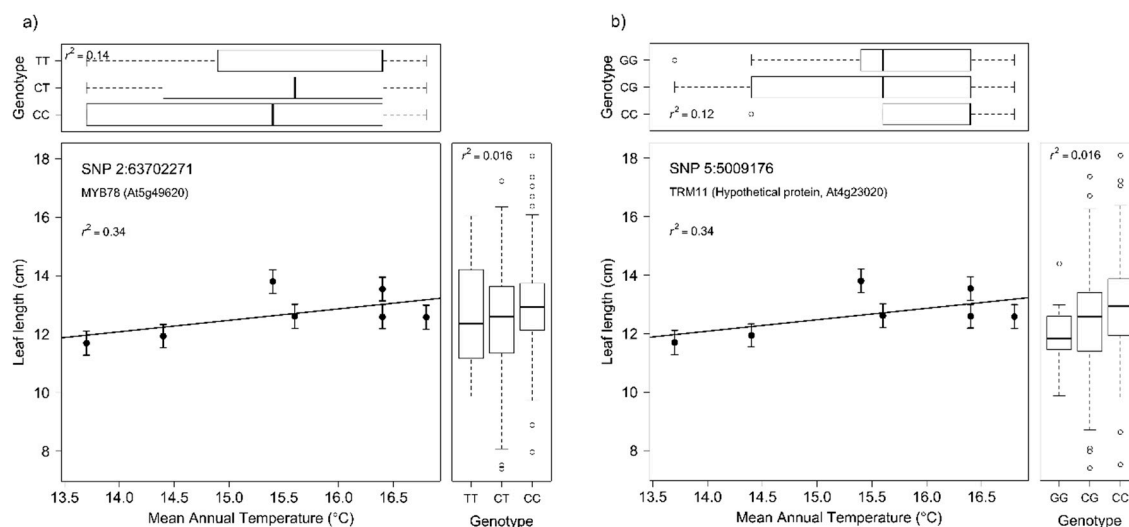 a)
Genotype
TT
CT
CC
r² = 0.14
SNP 2:63702271
MYB78 (At5g49620)
r² = 0.34
Leaf length (cm)
18
16
14
12
10
8
13.5 14.0 14.5 15.0 15.5 16.0 16.5
Mean Annual Temperature (°C)
r² = 0.016
TT CT CC
Genotype
b)
Genotype
GG
CG
CC
r² = 0.12
SNP 5:5009176
TRM11 (Hypothetical protein, At4g23020)
r² = 0.34
Leaf length (cm)
18
16
14
12
10
8
13.5 14.0 14.5 15.0 15.5 16.0 16.5
Mean Annual Temperature (°C)
r² = 0.016
GG CG CC
Genotype